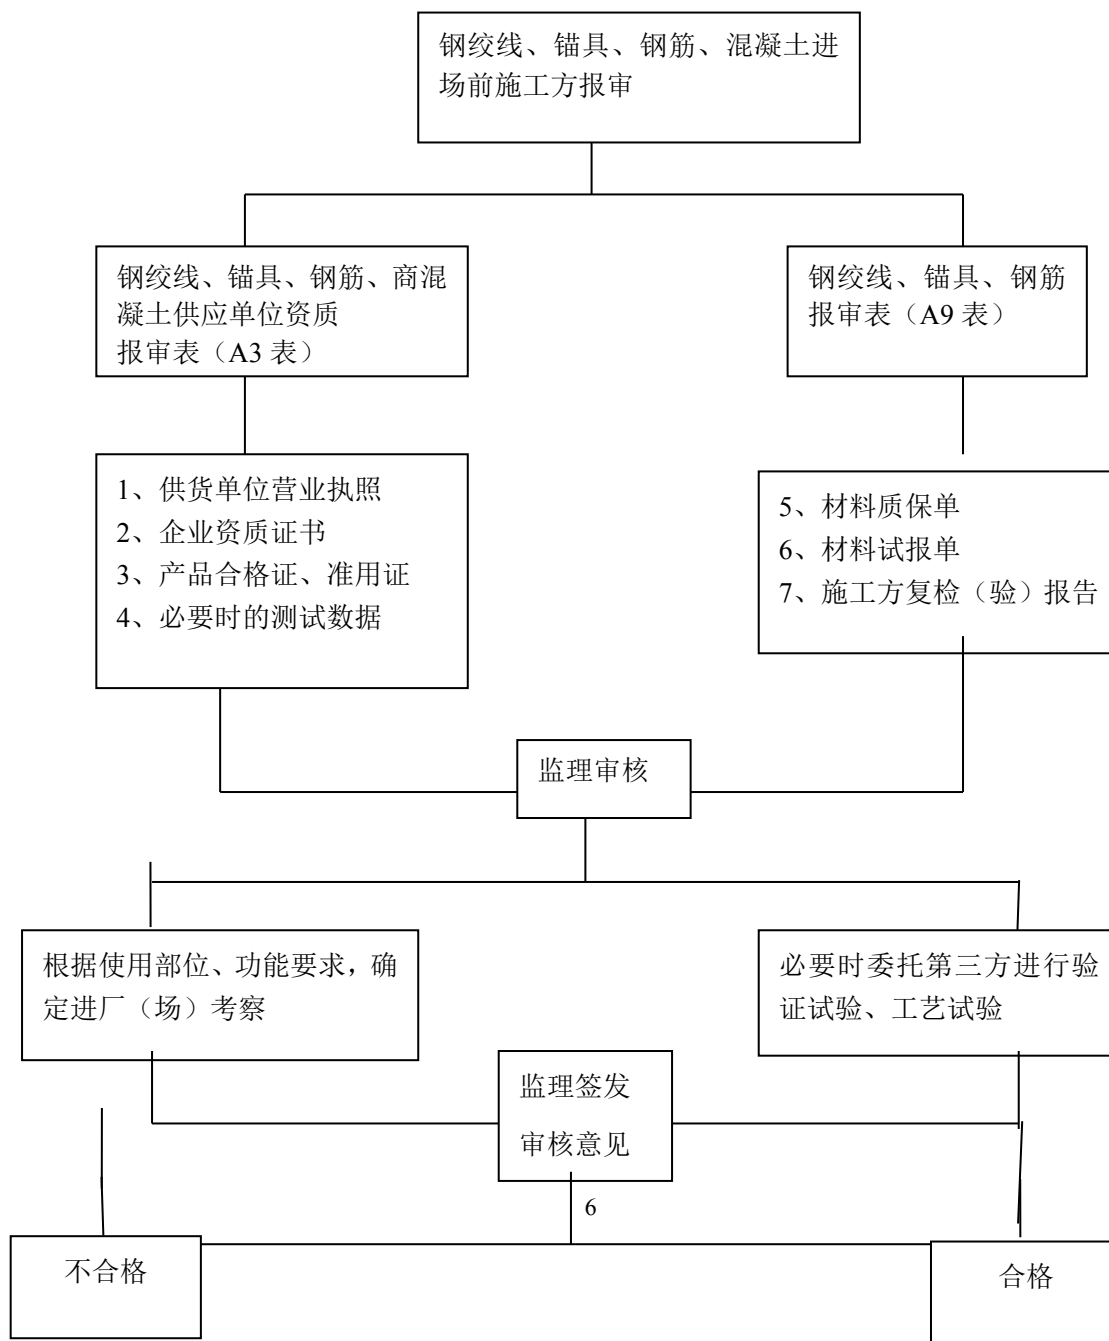 钢绞线、锚具、钢筋、混凝土进
场前施工方报审
钢绞线、锚具、钢筋、商混
凝土供应单位资质
报审表（A3 表）
钢绞线、锚具、钢筋
报审表（A9 表）
1、供货单位营业执照
2、企业资质证书
3、产品合格证、准用证
4、必要时的测试数据
5、材料质保单
6、材料试报单
7、施工方复检（验）报告
监理审核
根据使用部位、功能要求，确
定进厂（场）考察
必要时委托第三方进行验
证试验、工艺试验
监理签发
审核意见
6
不合格
合格